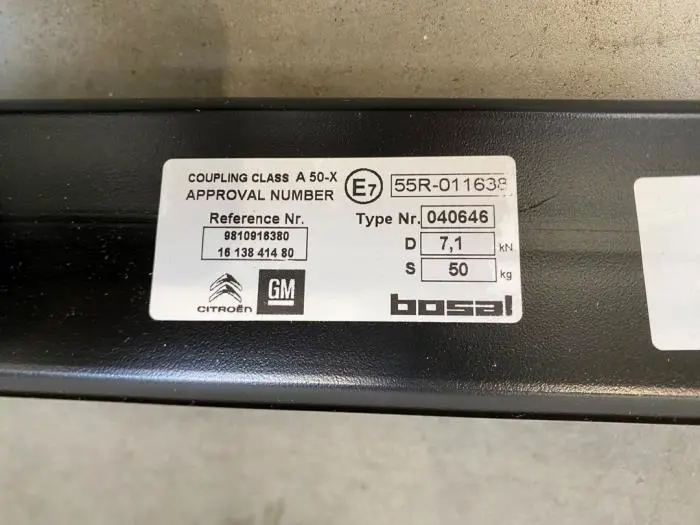 COUPLING CLASS A 50-X
APPROVAL NUMBER E7 55R-011638
Reference Nr. Type Nr. 040646
9810916380 D 7,1 kN
16 138 414 80 S 50 kg
CITROËN GM bosal